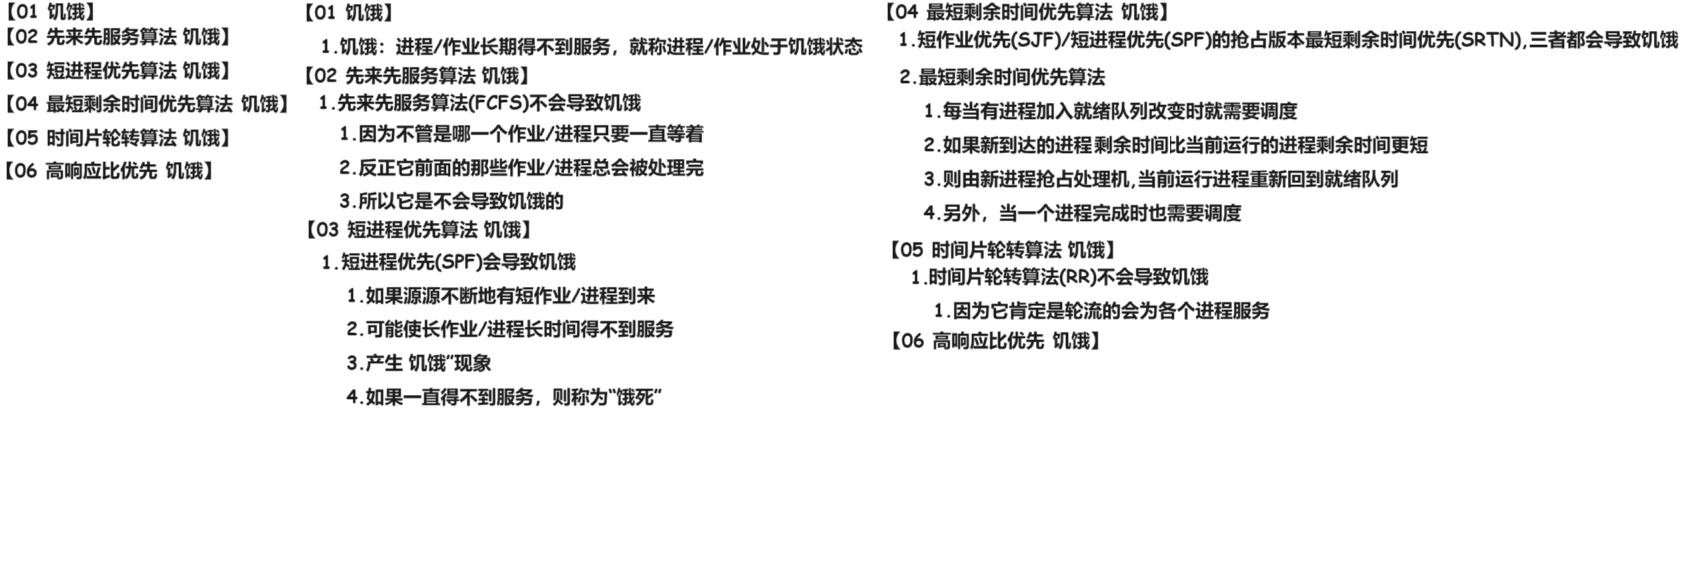 【01 饥饿】
【02 先来先服务算法 饥饿】
【03 短进程优先算法 饥饿】
【04 最短剩余时间优先算法 饥饿】
【05 时间片轮转算法 饥饿】
【06 高响应比优先 饥饿】
【01 饥饿】
1.饥饿：进程/作业长期得不到服务，就称进程/作业处于饥饿状态
【02 先来先服务算法 饥饿】
1.先来先服务算法(FCFS)不会导致饥饿
1.因为不管是哪一个作业/进程只要一直等着
2.反正它前面的那些作业/进程总会被处理完
3.所以它是不会导致饥饿的
【03 短进程优先算法 饥饿】
1.短进程优先(SPF)会导致饥饿
1.如果源源不断地有短作业/进程到来
2.可能使长作业/进程长时间得不到服务
3.产生 饥饿”现象
4.如果一直得不到服务，则称为“饿死”
【04 最短剩余时间优先算法 饥饿】
1.短作业优先(SJF)/短进程优先(SPF)的抢占版本最短剩余时间优先(SRTN),三者都会导致饥饿
2.最短剩余时间优先算法
1.每当有进程加入就绪队列改变时就需要调度
2.如果新到达的进程剩余时间比当前运行的进程剩余时间更短
3.则由新进程抢占处理机,当前运行进程重新回到就绪队列
4.另外，当一个进程完成时也需要调度
【05 时间片轮转算法 饥饿】
1.时间片轮转算法(RR)不会导致饥饿
1.因为它肯定是轮流的会为各个进程服务
【06 高响应比优先 饥饿】